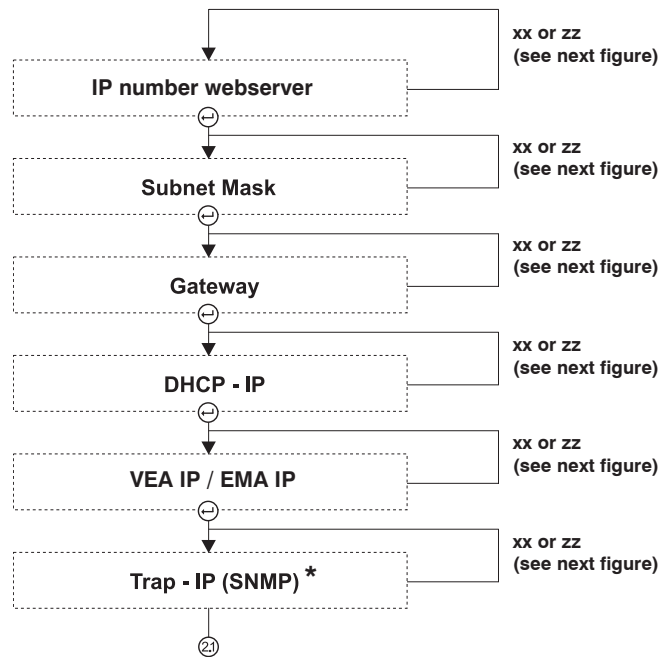 xx or zz
(see next figure)
IP number webserver
xx or zz
(see next figure)
Subnet Mask
xx or zz
(see next figure)
Gateway
xx or zz
(see next figure)
DHCP - IP
xx or zz
(see next figure)
VEA IP / EMA IP
xx or zz
(see next figure)
Trap - IP (SNMP) *
2.1